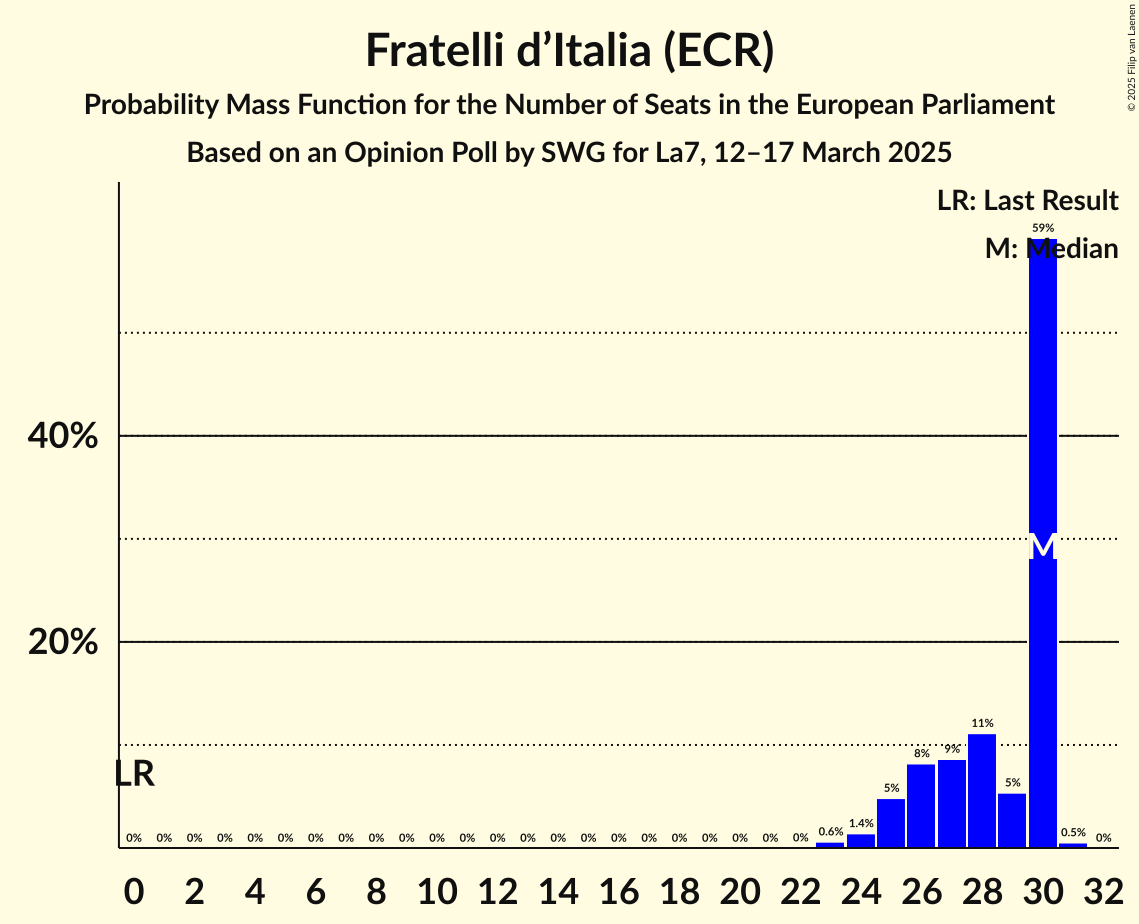 Fratelli d’Italia (ECR)
Probability Mass Function for the Number of Seats in the European Parliament
Based on an Opinion Poll by SWG for La7, 12–17 March 2025
© 2025 Filip van Laenen
LR: Last Result
M: Median
59%
40%
M
20%
11%
9%
8%
5%
5%
LR
1.4%
0.6%
0.5%
0% 0% 0% 0% 0% 0% 0% 0% 0% 0% 0% 0% 0% 0% 0% 0% 0% 0% 0% 0% 0% 0% 0% 0%
0 2 4 6 8 10 12 14 16 18 20 22 24 26 28 30 32